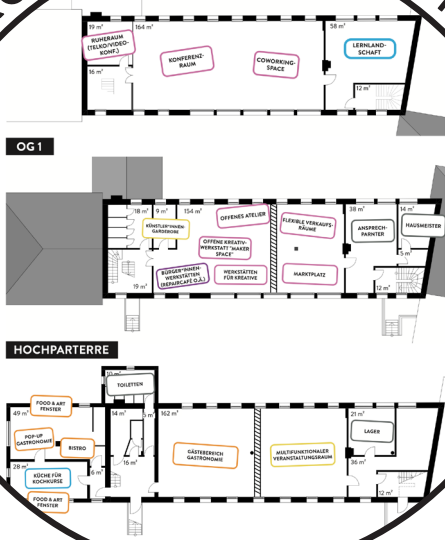 19 m²
164 m²
58 m²
RUHERAUM
(TELKO/VIDEO-
KONF.)
KONFERENZ-
RAUM
COWORKING-
SPACE
LERNLAND-
SCHAFT
16 m²
12 m²
OG 1
18 m²
9 m²
154 m²
38 m²
14 m²
KÜNSTLER*INNEN-
GARDEROBE
OFFENES ATELIER
FLEXIBLE VERKAUFS-
RÄUME
ANSPRECH-
PARNTER
HAUSMEISTER
OFFENE KREATIV-
WERKSTATT "MAKER
SPACE"
5 m²
BÜRGER*INNEN-
WERKSTÄTTEN
(REPAIRCAFÉ O.Ä.)
WERKSTÄTTEN
FÜR KREATIVE
MARKTPLATZ
19 m²
12 m²
HOCHPARTERRE
TOILETTEN
FOOD & ART
FENSTER
49 m²
14 m²
5 m²
162 m²
21 m²
POP-UP
GASTRONOMIE
BISTRO
LAGER
GÄSTEBEREICH
GASTRONOMIE
MULTIFUNKTIONALER
VERANSTALTUNGSRAUM
28 m²
6 m²
16 m²
36 m²
KÜCHE FÜR
KOCHKURSE
12 m²
FOOD & ART
FENSTER